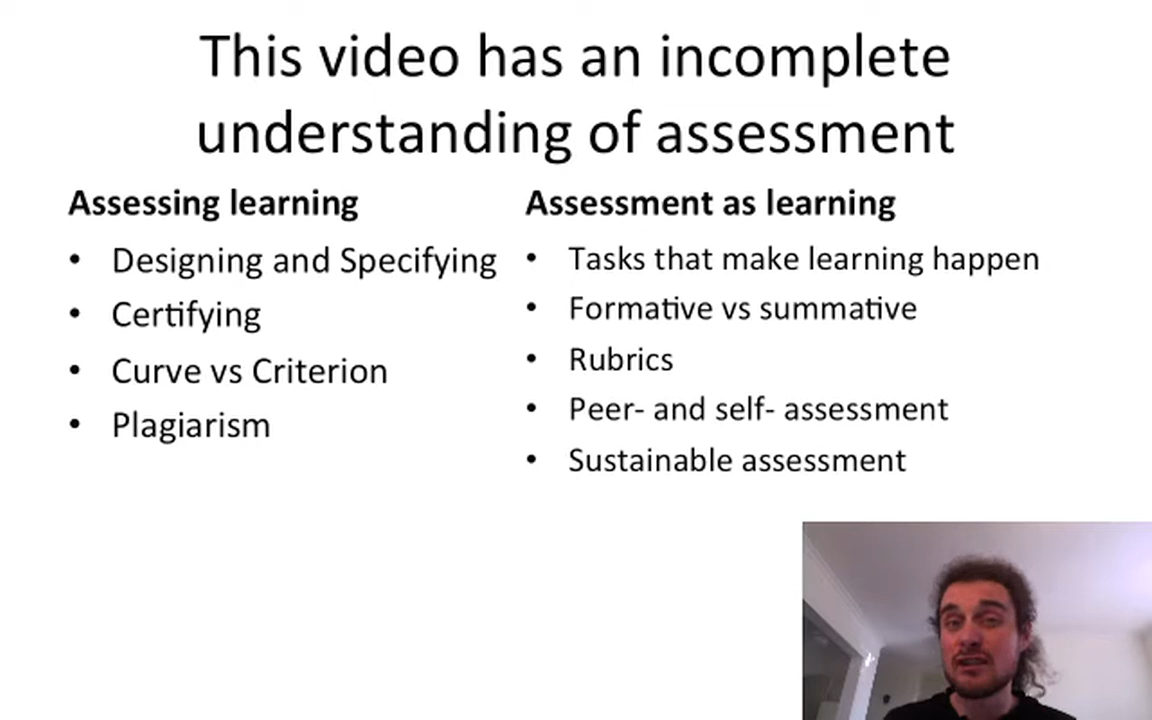 This video has an incomplete
understanding of assessment
Assessing learning
• Designing and Specifying
• Certifying
• Curve vs Criterion
• Plagiarism
Assessment as learning
• Tasks that make learning happen
• Formative vs summative
• Rubrics
• Peer- and self- assessment
• Sustainable assessment